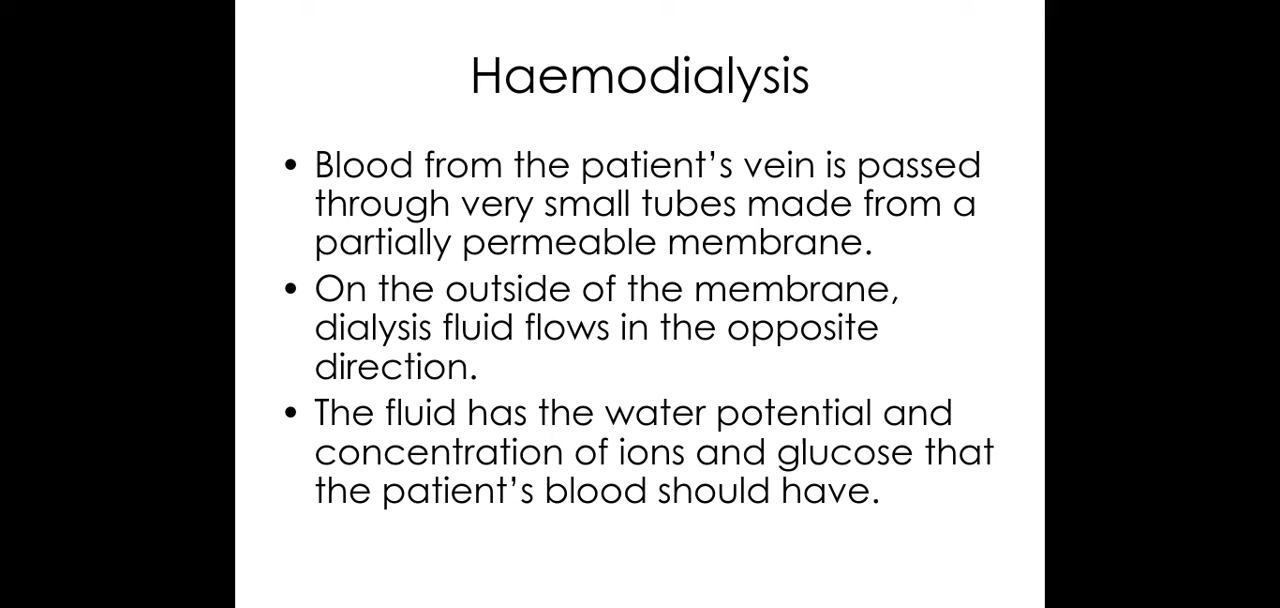 Haemodialysis
• Blood from the patient’s vein is passed
through very small tubes made from a
partially permeable membrane.
• On the outside of the membrane,
dialysis fluid flows in the opposite
direction.
• The fluid has the water potential and
concentration of ions and glucose that
the patient’s blood should have.